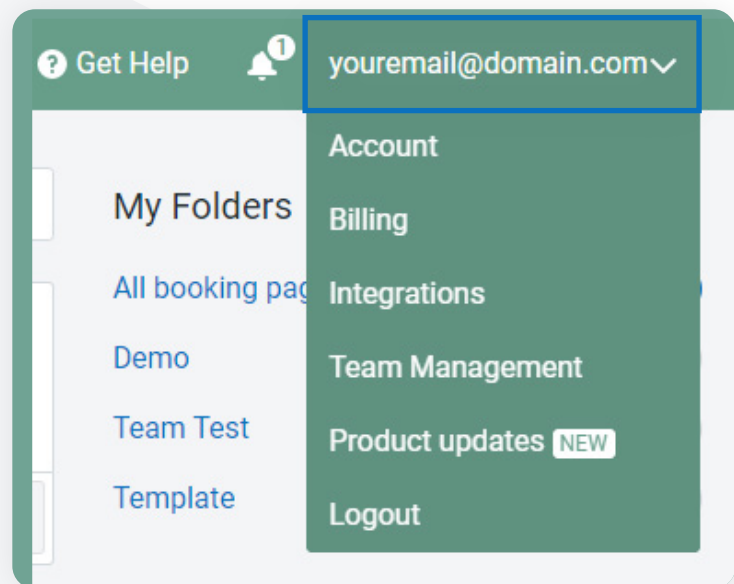 Get Help
1
youremail@domain.com
Account
Billing
Integrations
Team Management
Product updates NEW
Logout
My Folders
All booking pag
Demo
Team Test
Template